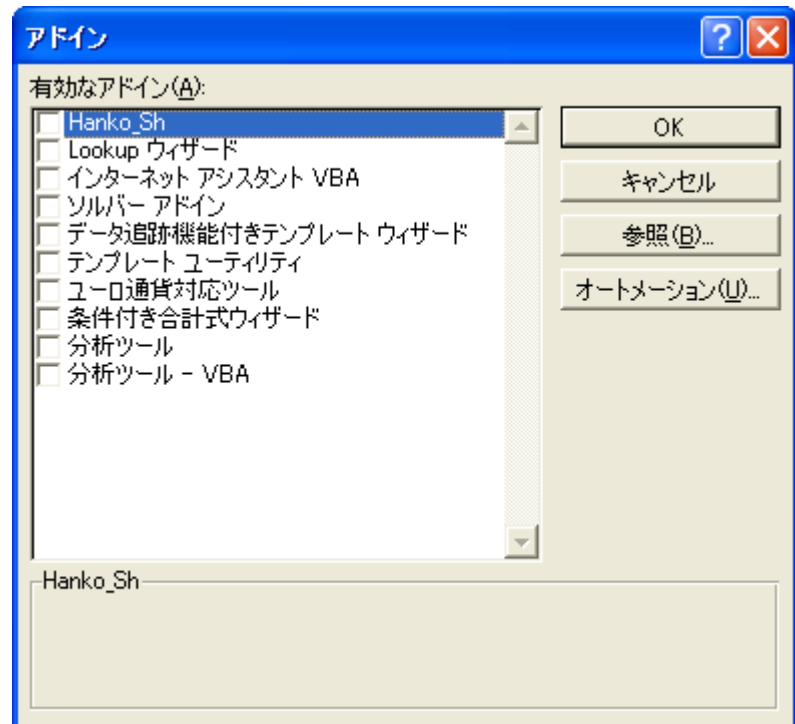 アドイン
有効なアドイン(A):
Hanko_Sh
Lookup ウィザード
インターネット アシスタント VBA
ソルバー アドイン
データ追跡機能付きテンプレート ウィザード
テンプレート ユーティリティ
ユーロ通貨対応ツール
条件付き合計式ウィザード
分析ツール
分析ツール - VBA
OK
キャンセル
参照(B)...
オートメーション(U)...
Hanko_Sh